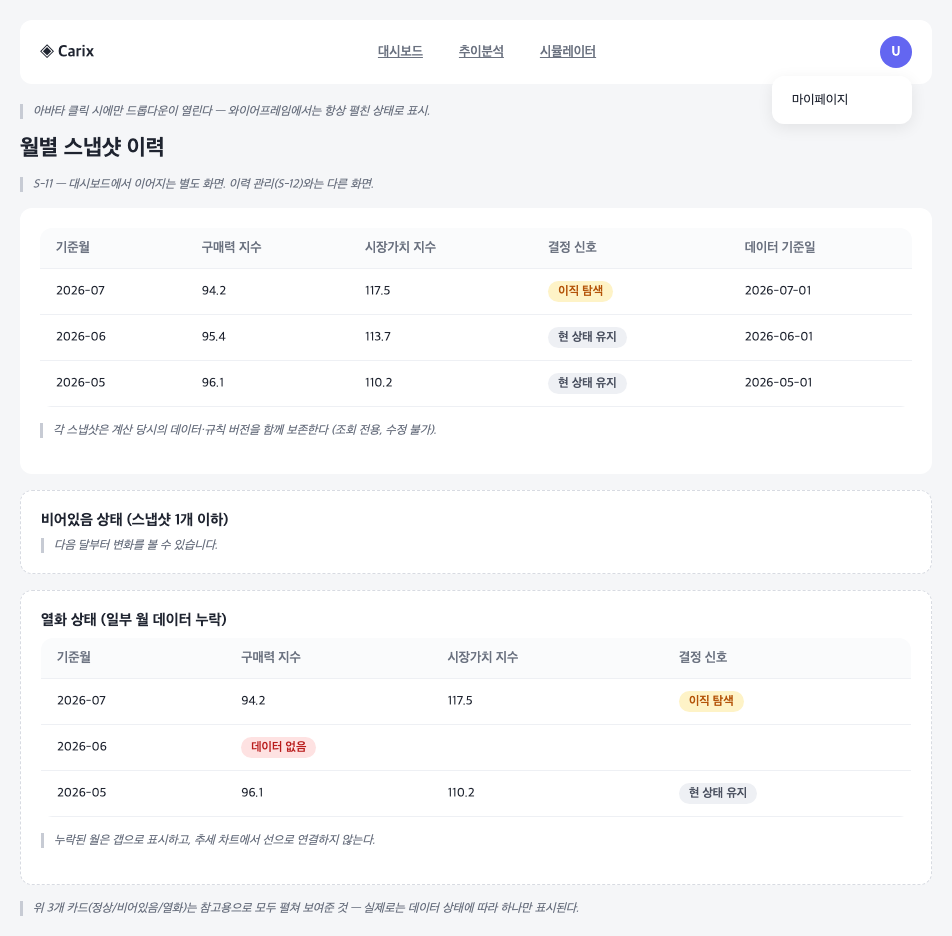 ◈ Carix 대시보드 추이분석 시뮬레이터 U
마이페이지
아바타 클릭 시에만 드롭다운이 열린다 — 와이어프레임에서는 항상 펼친 상태로 표시.
월별 스냅샷 이력
S-11 — 대시보드에서 이어지는 별도 화면. 이력 관리(S-12)와는 다른 화면.
기준월 구매력 지수 시장가치 지수 결정 신호 데이터 기준일
2026-07 94.2 117.5 이직 탐색 2026-07-01
2026-06 95.4 113.7 현 상태 유지 2026-06-01
2026-05 96.1 110.2 현 상태 유지 2026-05-01
각 스냅샷은 계산 당시의 데이터·규칙 버전을 함께 보존한다 (조회 전용, 수정 불가).
비어있음 상태 (스냅샷 1개 이하)
다음 달부터 변화를 볼 수 있습니다.
열화 상태 (일부 월 데이터 누락)
기준월 구매력 지수 시장가치 지수 결정 신호
2026-07 94.2 117.5 이직 탐색
2026-06 데이터 없음
2026-05 96.1 110.2 현 상태 유지
누락된 월은 갭으로 표시하고, 추세 차트에서 선으로 연결하지 않는다.
위 3개 카드(정상/비어있음/열화)는 참고용으로 모두 펼쳐 보여준 것 — 실제로는 데이터 상태에 따라 하나만 표시된다.